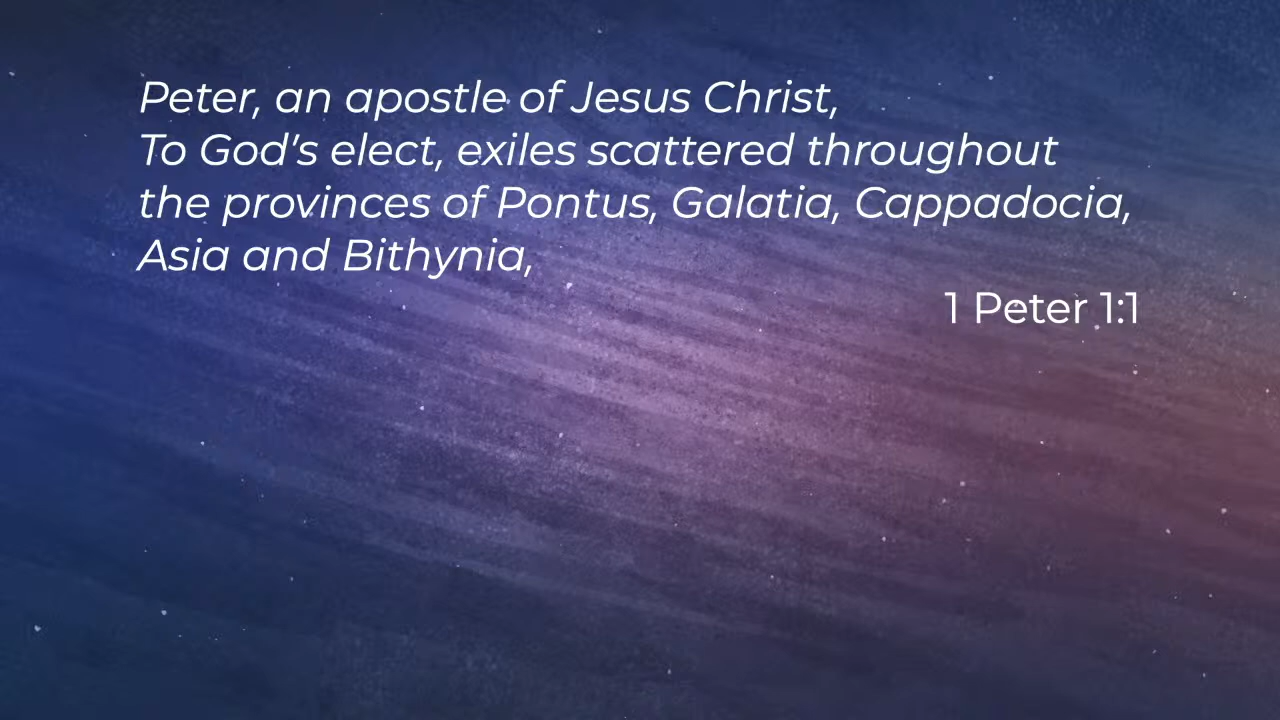 Peter, an apostle of Jesus Christ,
To God's elect, exiles scattered throughout
the provinces of Pontus, Galatia, Cappadocia,
Asia and Bithynia,
1 Peter 1:1